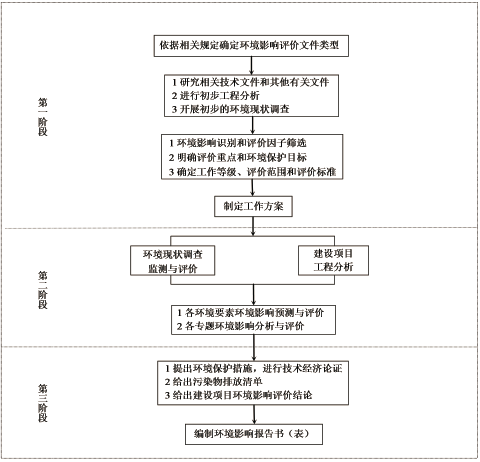 依据相关规定确定环境影响评价文件类型
1 研究相关技术文件和其他有关文件
2 进行初步工程分析
3 开展初步的环境现状调查
第一阶段
1 环境影响识别和评价因子筛选
2 明确评价重点和环境保护目标
3 确定工作等级、评价范围和评价标准
制定工作方案
环境现状调查
监测与评价
建设项目
工程分析
第二阶段
1 各环境要素环境影响预测与评价
2 各专题环境影响分析与评价
1 提出环境保护措施，进行技术经济论证
2 给出污染物排放清单
3 给出建设项目环境影响评价结论
第三阶段
编制环境影响报告书（表）